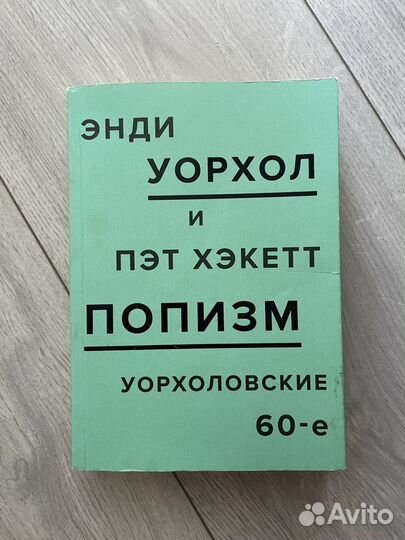 ЭНДИ
УОРХОЛ
И
ПЭТ ХЭКЕТТ
ПОПИЗМ
УОРХОЛОВСКИЕ
60-е
Avito